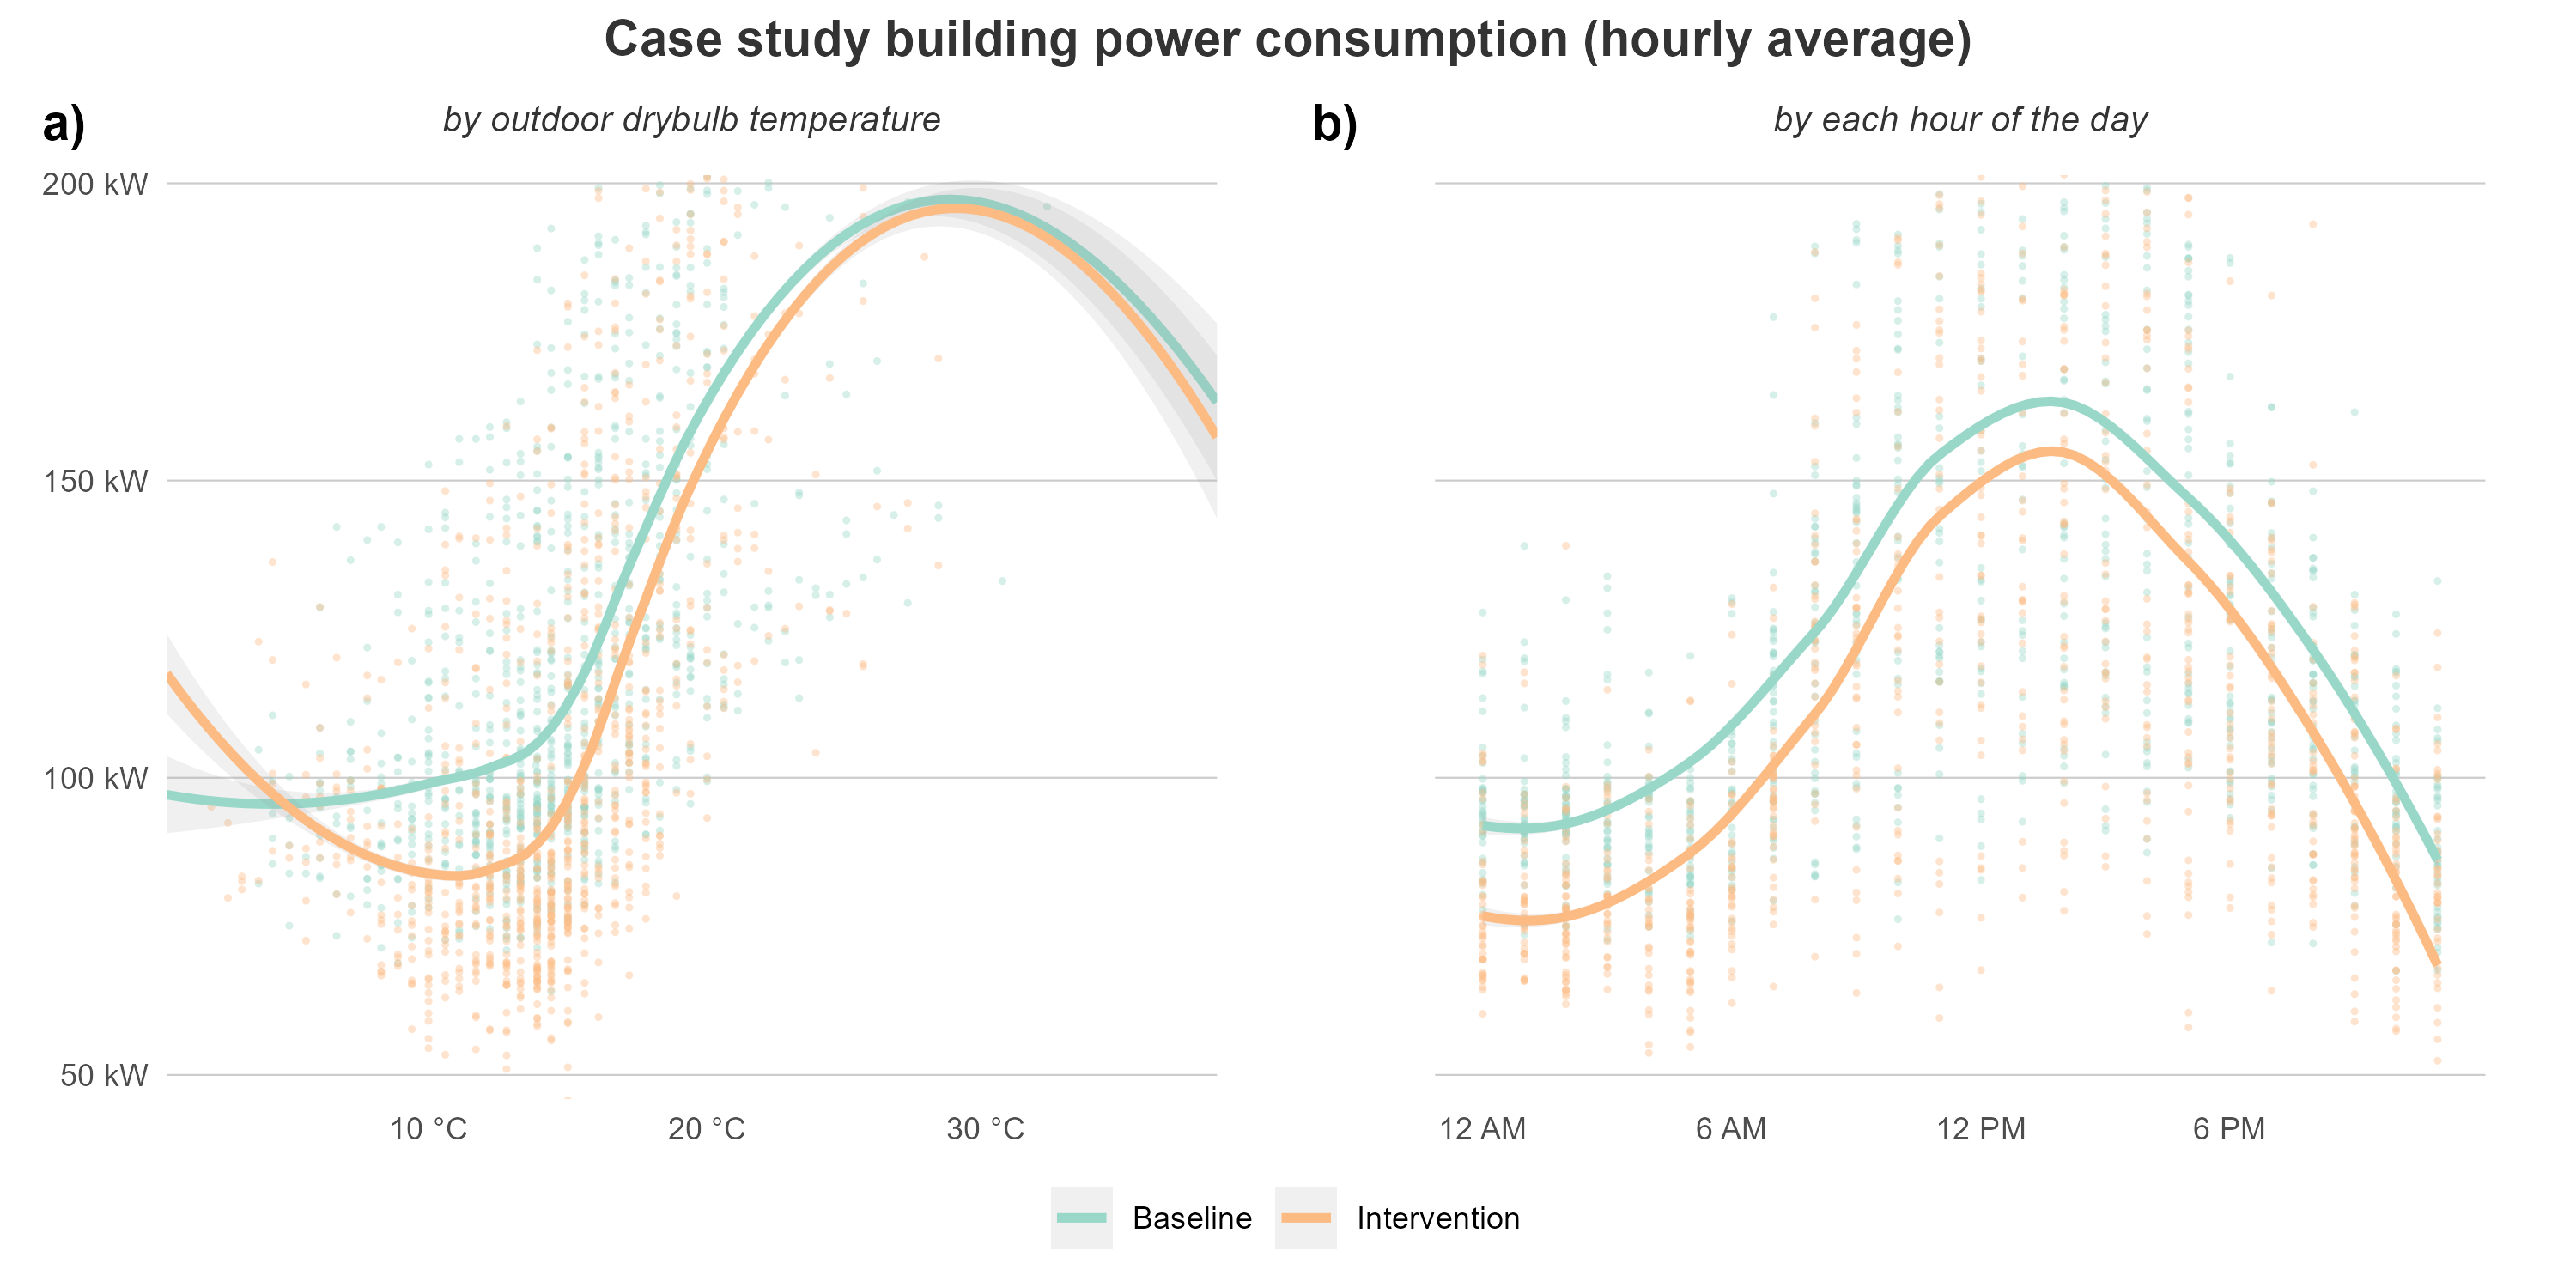 Case study building power consumption (hourly average)
a)
by outdoor drybulb temperature
200 kW
150 kW
100 kW
50 kW
10 °C
20 °C
30 °C
b)
by each hour of the day
12 AM
6 AM
12 PM
6 PM
Baseline
Intervention